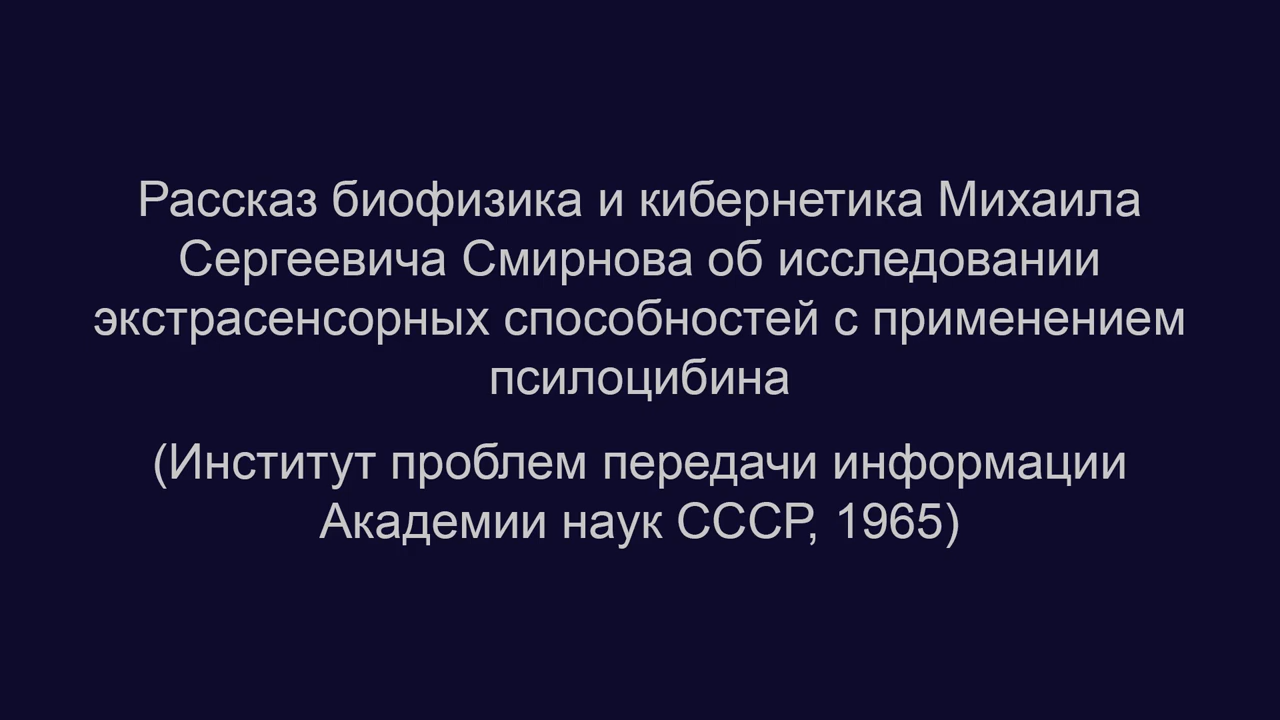 Рассказ биофизика и кибернетика Михаила
Сергеевича Смирнова об исследовании
экстрасенсорных способностей с применением
псилоцибина
(Институт проблем передачи информации
Академии наук СССР, 1965)